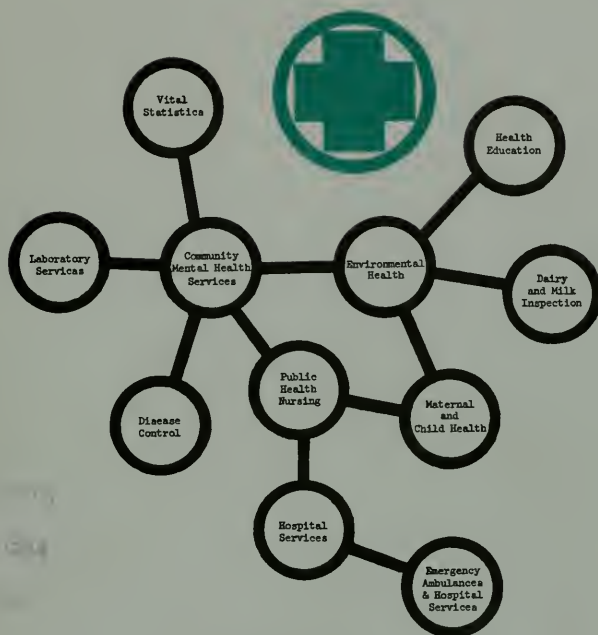 Vital
Statistics
Health
Education
Laboratory
Services
Community
Mental Health
Services
Environmental
Health
Dairy
and Milk
Inspection
Public
Health
Nursing
Maternal
and
Child Health
Disease
Control
Hospital
Services
Emergency
Ambulances
& Hospital
Services